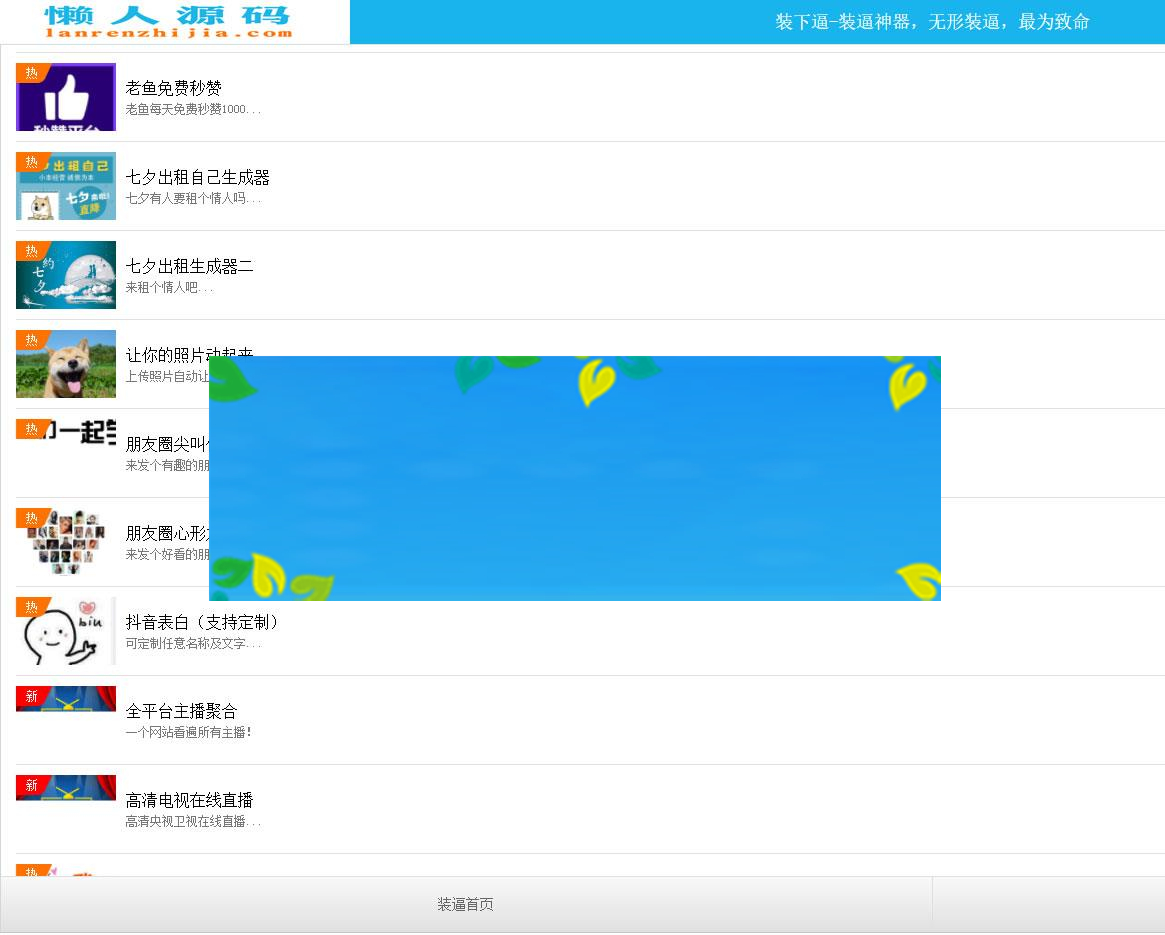 懒人源码
lanrenzhijia.com
装下逼-装逼神器，无形装逼，最为致命
热
老鱼免费秒赞
老鱼每天免费秒赞1000...
热
出租自己
小本经营 诚信为本
七夕
直降
七夕出租自己生成器
七夕有人要租个情人吗...
热
约
七夕
七夕出租生成器二
来租个情人吧...
热
让你的照片动起来
上传照片自动让
热
一起
朋友圈尖叫
来发个有趣的朋
热
朋友圈心形
来发个好看的朋
热
biu
抖音表白（支持定制）
可定制任意名称及文字...
新
全平台主播聚合
一个网站看遍所有主播!
新
高清电视在线直播
高清央视卫视在线直播...
热
装逼首页